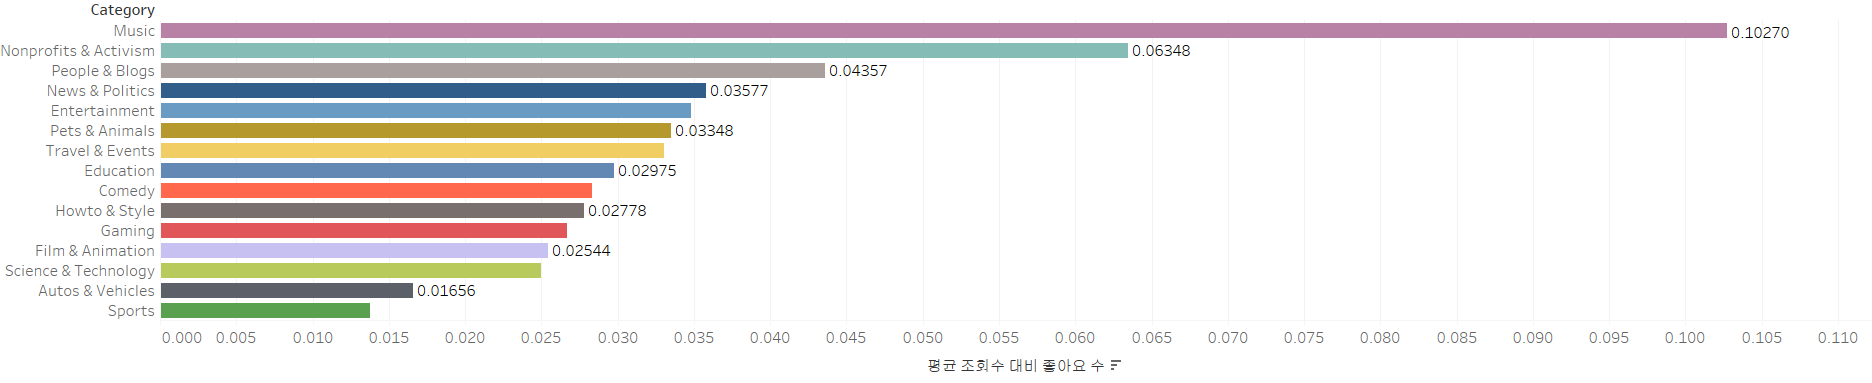 Category
Music 0.10270
Nonprofits & Activism 0.06348
People & Blogs 0.04357
News & Politics 0.03577
Entertainment
Pets & Animals 0.03348
Travel & Events
Education 0.02975
Comedy
Howto & Style 0.02778
Gaming
Film & Animation 0.02544
Science & Technology
Autos & Vehicles 0.01656
Sports
0.000 0.005 0.010 0.015 0.020 0.025 0.030 0.035 0.040 0.045 0.050 0.055 0.060 0.065 0.070 0.075 0.080 0.085 0.090 0.095 0.100 0.105 0.110
평균 조회수 대비 좋아요 수